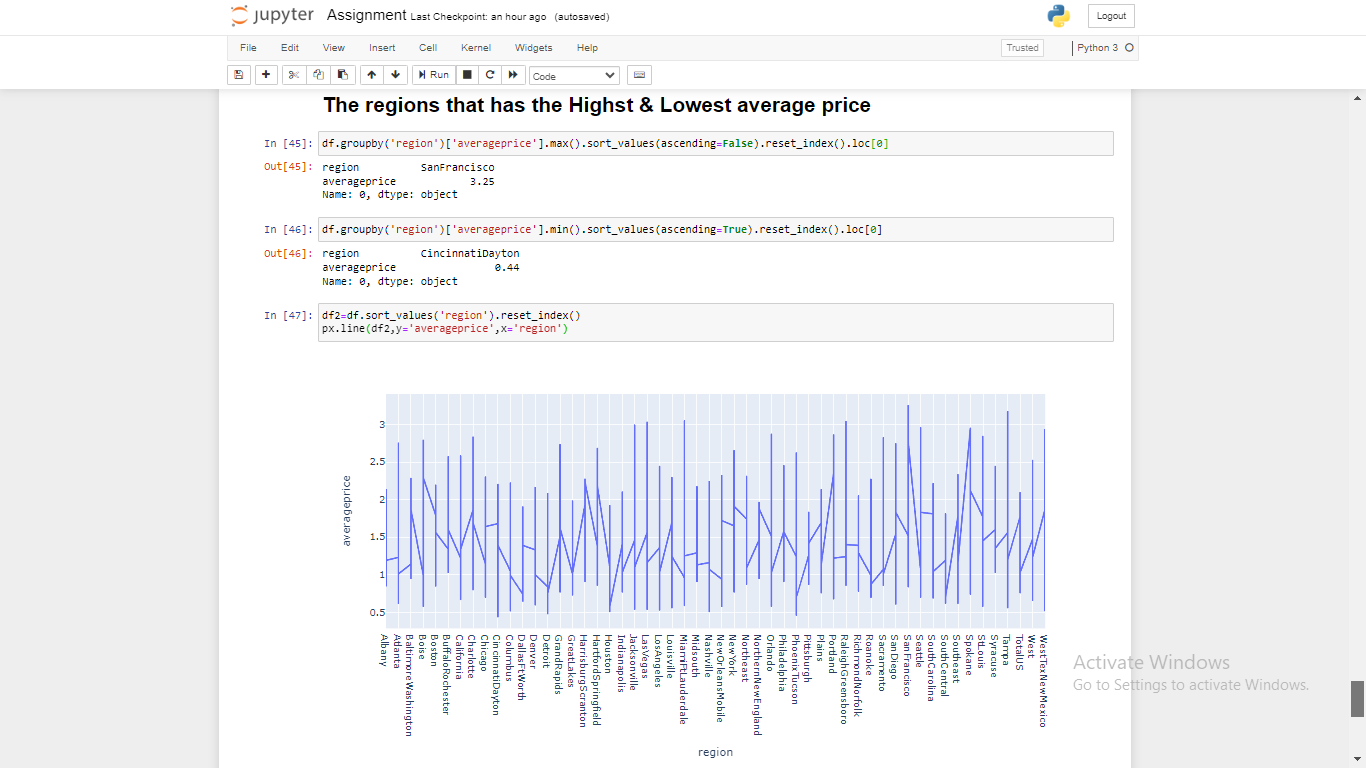 jupyter Assignment Last Checkpoint: an hour ago (autosaved)
Logout
File Edit View Insert Cell Kernel Widgets Help
Trusted
Python 3
Run
Code
The regions that has the Highst & Lowest average price
In [45]: df.groupby('region')['averageprice'].max().sort_values(ascending=False).reset_index().loc[0]
Out[45]: region SanFrancisco
averageprice 3.25
Name: 0, dtype: object
In [46]: df.groupby('region')['averageprice'].min().sort_values(ascending=True).reset_index().loc[0]
Out[46]: region CincinnatiDayton
averageprice 0.44
Name: 0, dtype: object
In [47]: df2=df.sort_values('region').reset_index()
px.line(df2,y='averageprice',x='region')
averageprice
3
2.5
2
1.5
1
0.5
Albany
Atlanta
BaltimoreWashington
Boise
Boston
BuffaloRochester
California
Charlotte
Chicago
CincinnatiDayton
Columbus
DallasFtWorth
Denver
Detroit
GrandRapids
GreatLakes
HarrisburgScranton
HartfordSpringfield
Houston
Indianapolis
Jacksonville
LasVegas
LosAngeles
Louisville
MiamiFtLauderdale
Midsouth
Nashville
NewOrleansMobile
NewYork
Northeast
NorthernNewEngland
Orlando
Philadelphia
PhoenixTucson
Pittsburgh
Plains
Portland
RaleighGreensboro
RichmondNorfolk
Roanoke
Sacramento
SanDiego
SanFrancisco
Seattle
SouthCarolina
SouthCentral
Southeast
Spokane
StLouis
Syracuse
Tampa
TotalUS
West
WestTexNewMexico
region
Activate Windows
Go to Settings to activate Windows.